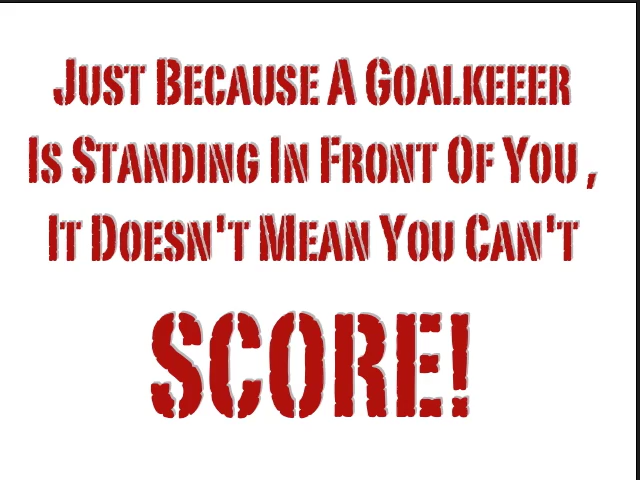 Just Because A Goalkeeer
Is Standing In Front Of You ,
It Doesn't Mean You Can't
SCORE!